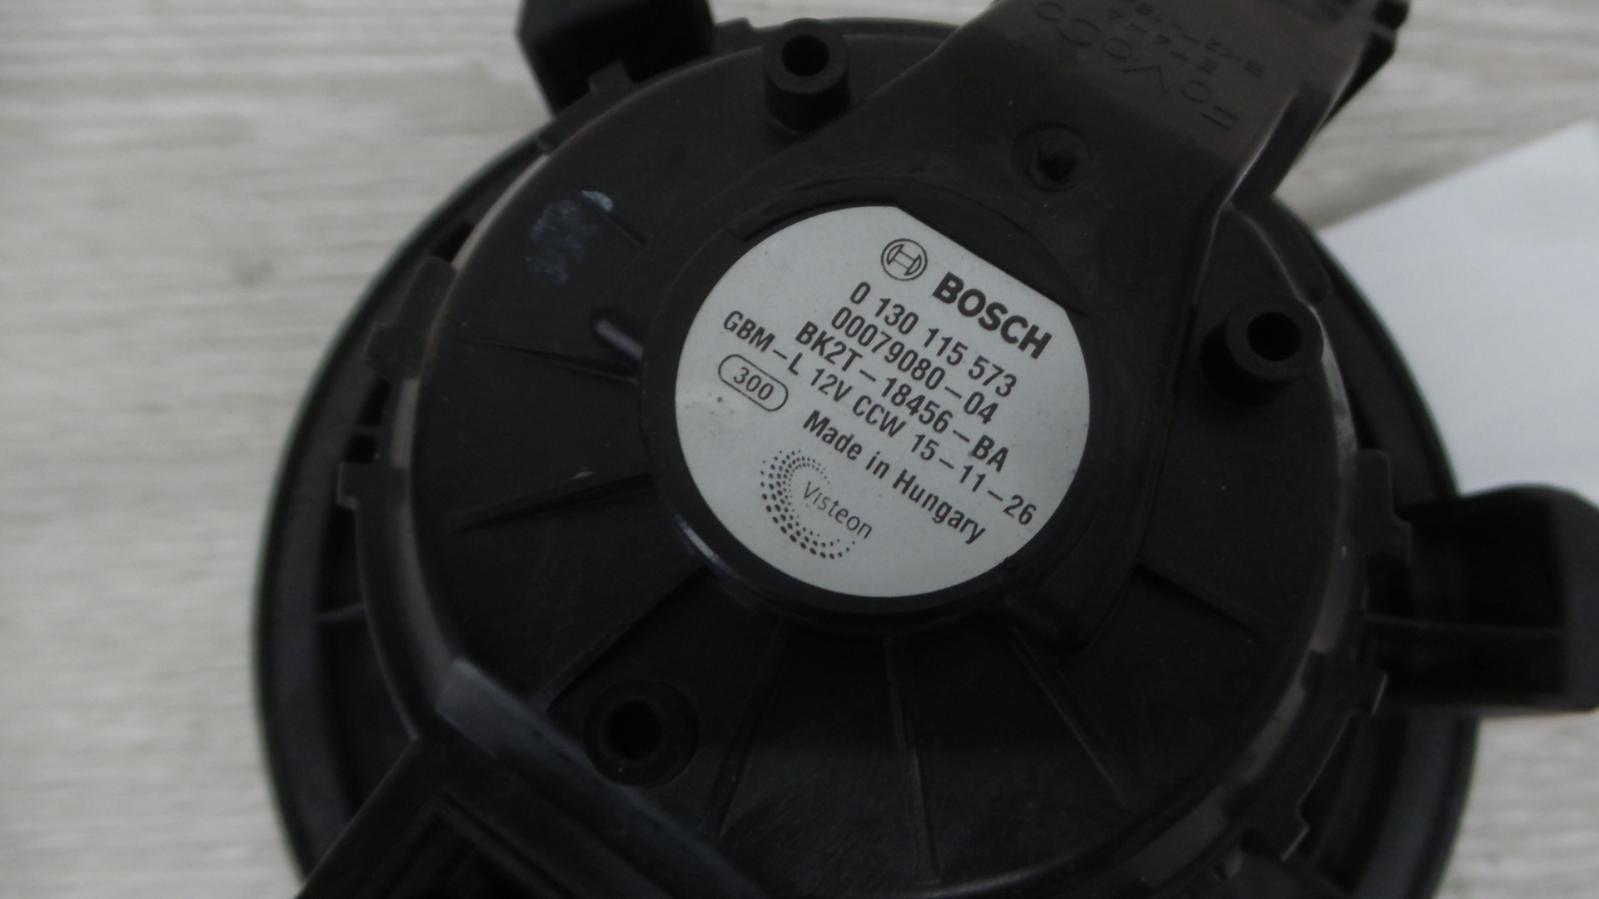 FoMoCo
BOSCH
0 130 115 573
00079080-04
BK2T-18456-BA
GBM-L 12V CCW 15-11-26
300
Made in Hungary
Visteon